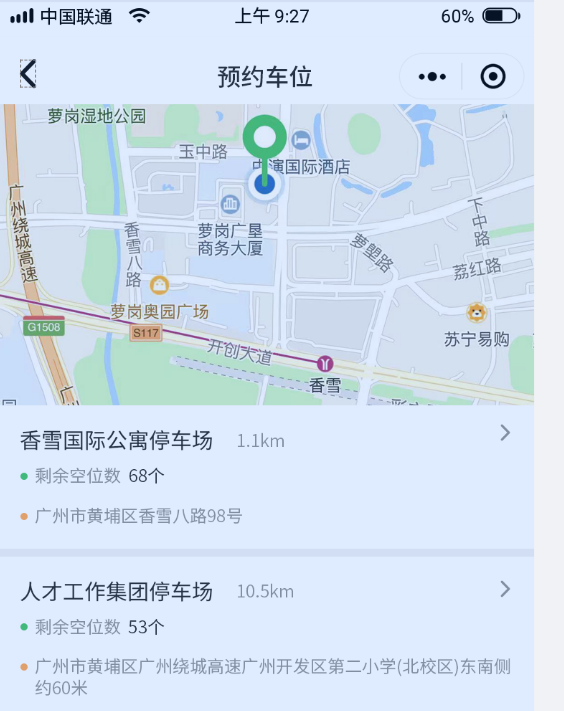 中国联通 上午 9:27 60%
预约车位
萝岗湿地公园
玉中路
中演国际酒店
广州绕城高速
香雪八路
萝岗广垦
商务大厦
萝塱路
下中路
荔红路
萝岗奥园广场
G1508
S117
苏宁易购
开创大道
香雪
广
香雪国际公寓停车场 1.1km
剩余空位数 68个
广州市黄埔区香雪八路98号
人才工作集团停车场 10.5km
剩余空位数 53个
广州市黄埔区广州绕城高速广州开发区第二小学(北校区)东南侧
约60米